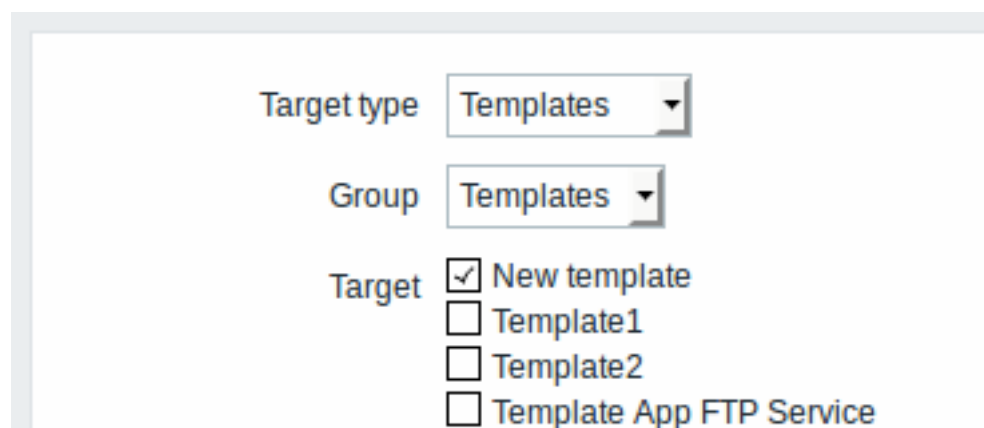 Target type Templates
Group Templates
Target New template
Template1
Template2
Template App FTP Service